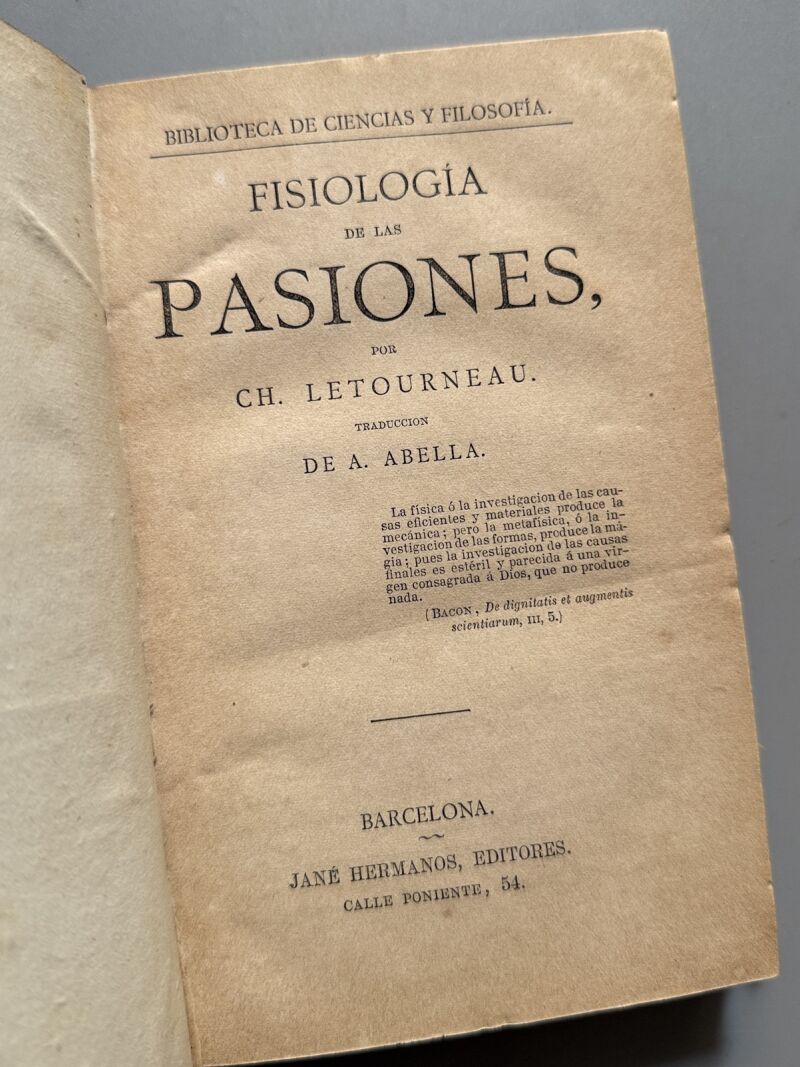 BIBLIOTECA DE CIENCIAS Y FILOSOFÍA.
FISIOLOGÍA
DE LAS
PASIONES,
POR
CH. LETOURNEAU.
TRADUCCION
DE A. ABELLA.
La física ó la investigacion de las cau-
sas eficientes y materiales produce la
mecánica; pero la metafísica, ó la in-
vestigacion de las formas, produce la má-
gia; pues la investigacion de las causas
finales es estéril y parecida á una vir-
gen consagrada á Dios, que no produce
nada.
(BACON, De dignitatis et augmentis
scientiarum, III, 5.)
BARCELONA.
JANÉ HERMANOS, EDITORES.
CALLE PONIENTE, 54.